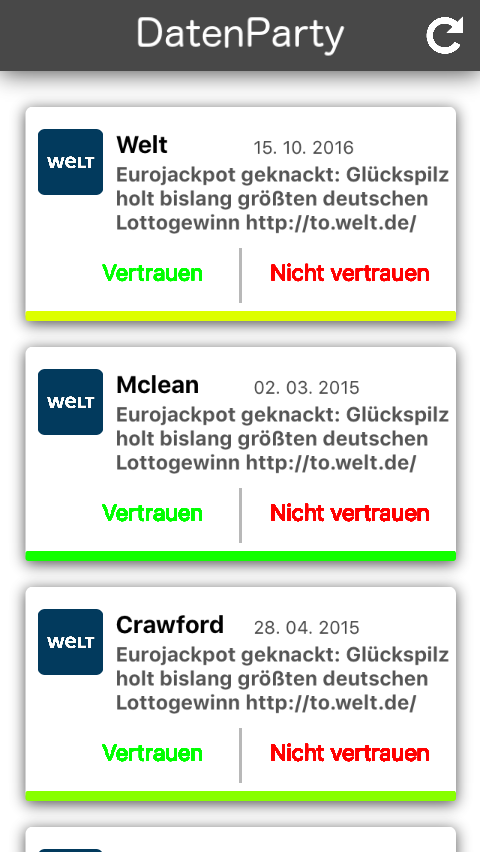 DatenParty
welt
Welt 15. 10. 2016
Eurojackpot geknackt: Glückspilz
holt bislang größten deutschen
Lottogewinn http://to.welt.de/
Vertrauen Nicht vertrauen
welt
Mclean 02. 03. 2015
Eurojackpot geknackt: Glückspilz
holt bislang größten deutschen
Lottogewinn http://to.welt.de/
Vertrauen Nicht vertrauen
welt
Crawford 28. 04. 2015
Eurojackpot geknackt: Glückspilz
holt bislang größten deutschen
Lottogewinn http://to.welt.de/
Vertrauen Nicht vertrauen